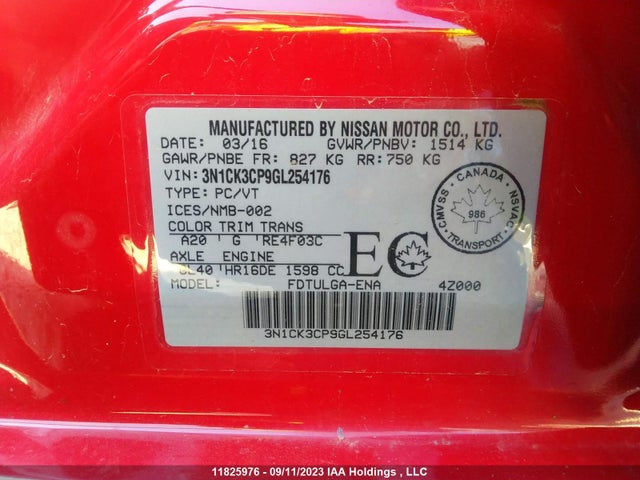 MANUFACTURED BY NISSAN MOTOR CO., LTD.
DATE: 03/16 GVWR/PNBV: 1514 KG
GAWR/PNBE FR: 827 KG RR: 750 KG
VIN: 3N1CK3CP9GL254176
TYPE: PC/VT
ICES/NMB-002
COLOR TRIM TRANS
A20 G RE4F03C
AXLE ENGINE
GL40 HR16DE 1598 CC
EC
MODEL: FDTULGA-ENA 4Z000
3N1CK3CP9GL254176
CMVSS - CANADA - NSVAC
986
TRANSPORT
11825976 - 09/11/2023 IAA Holdings , LLC